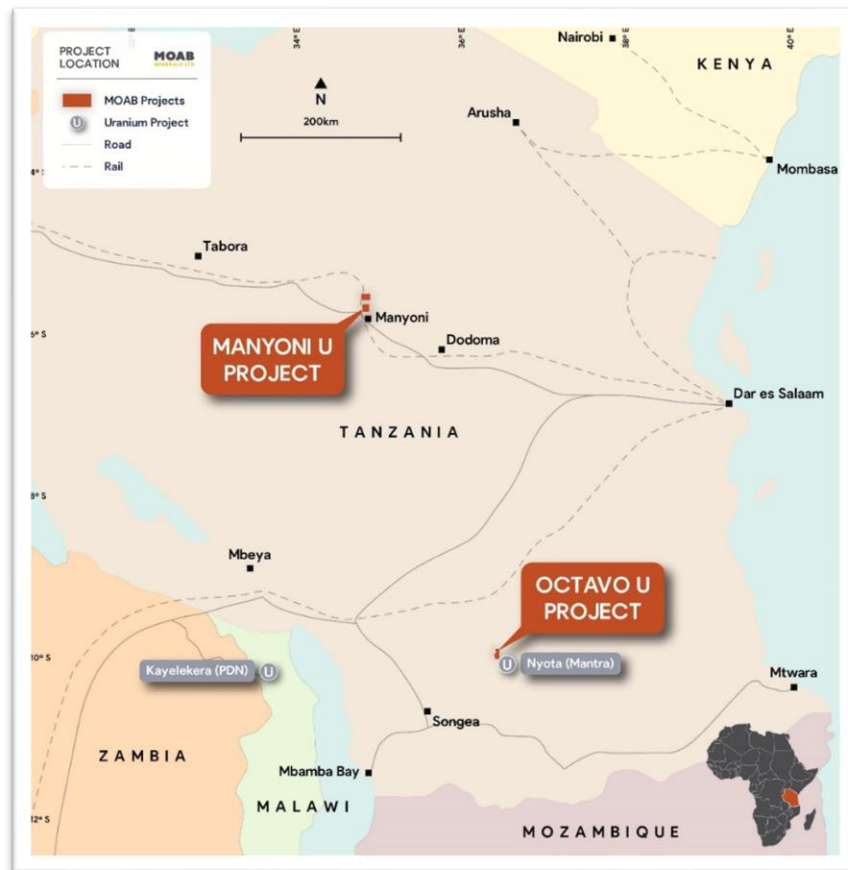 PROJECT
LOCATION
MOAB
MINERALS LTD
MOAB Projects
U Uranium Project
Road
Rail
34° E
36° E
38° E
40° E
N
200km
Nairobi
KENYA
Arusha
Mombasa
4° S
Tabora
Manyoni
6° S
MANYONI U
PROJECT
Dodoma
Dar es Salaam
TANZANIA
8° S
Mbeya
OCTAVO U
PROJECT
10° S
Kayelekera (PDN) U
U Nyota (Mantra)
Mtwara
Songea
ZAMBIA
Mbamba Bay
MALAWI
12° S
MOZAMBIQUE